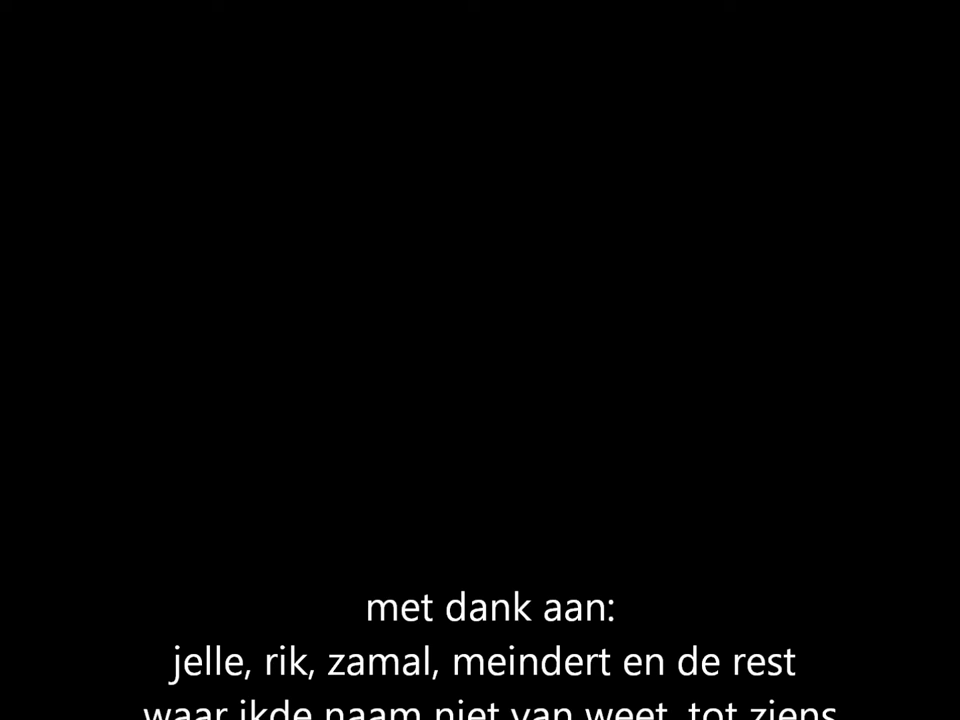 met dank aan:
jelle, rik, zamal, meindert en de rest
waar ikde naam niet van weet, tot ziens